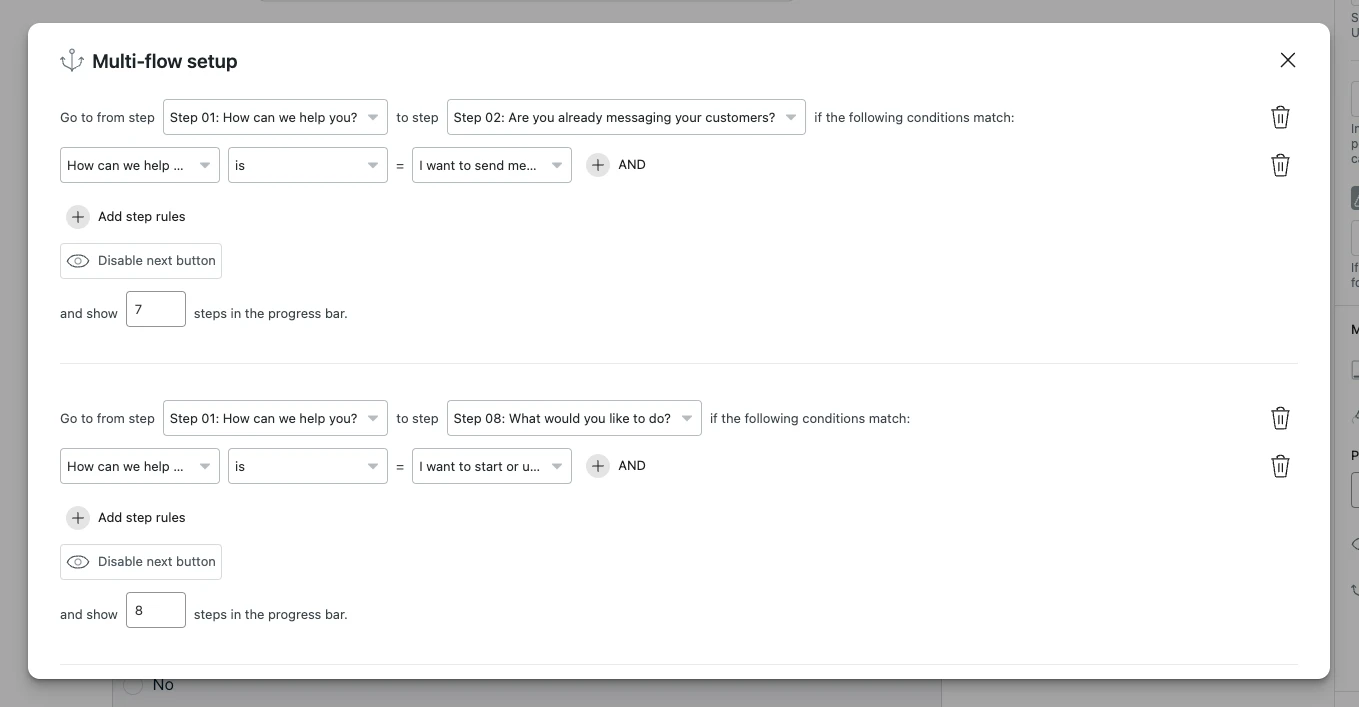 Multi-flow setup
Go to from step Step 01: How can we help you? to step Step 02: Are you already messaging your customers? if the following conditions match:
How can we help ... is = I want to send me... AND
Add step rules
Disable next button
and show 7 steps in the progress bar.
Go to from step Step 01: How can we help you? to step Step 08: What would you like to do? if the following conditions match:
How can we help ... is = I want to start or u... AND
Add step rules
Disable next button
and show 8 steps in the progress bar.
No